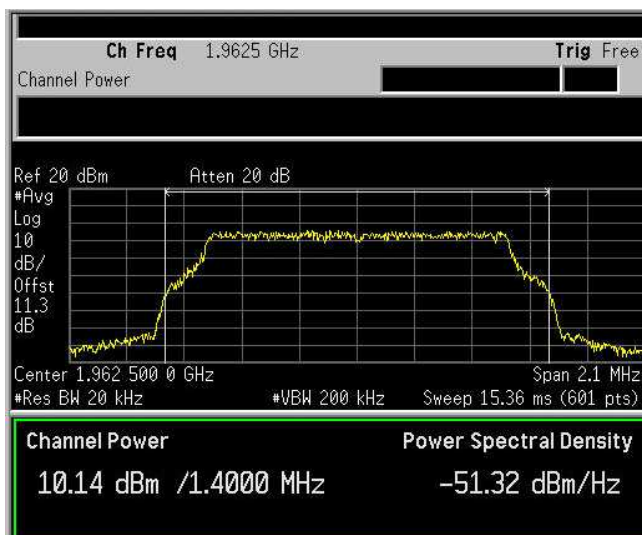 Ch Freq 1.9625 GHz Trig Free
Channel Power
Ref 20 dBm Atten 20 dB
#Avg
Log
10
dB/
Offst
11.3
dB
Center 1.962 500 0 GHz Span 2.1 MHz
#Res BW 20 kHz #VBW 200 kHz Sweep 15.36 ms (601 pts)
Channel Power Power Spectral Density
10.14 dBm /1.4000 MHz -51.32 dBm/Hz